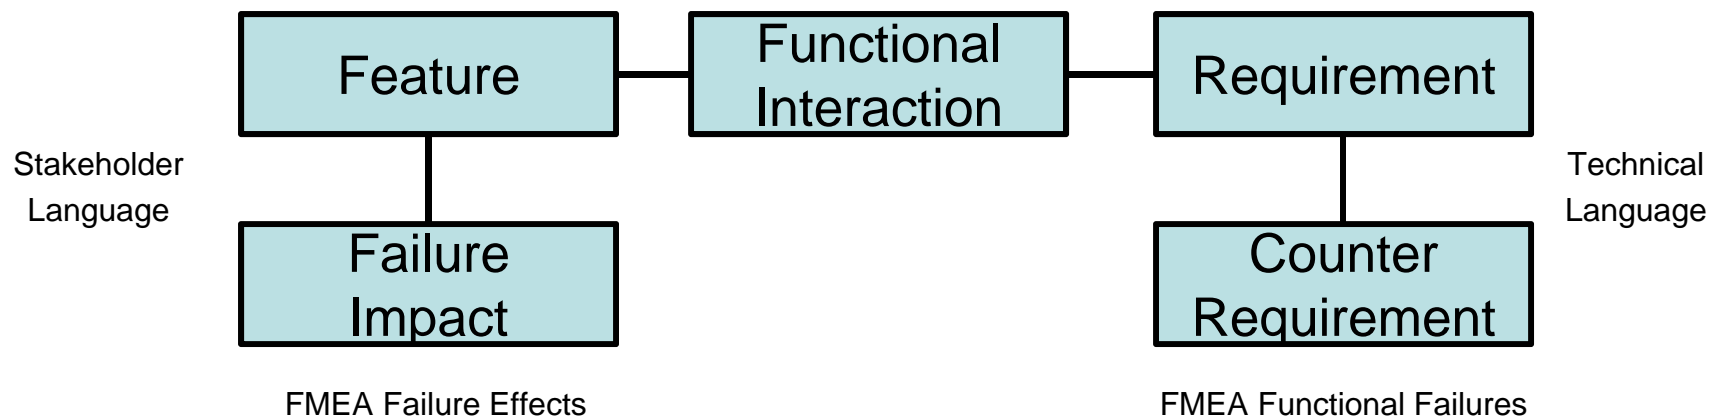 Feature
Functional
Interaction
Requirement
Stakeholder
Language
Technical
Language
Failure
Impact
Counter
Requirement
FMEA Failure Effects
FMEA Functional Failures